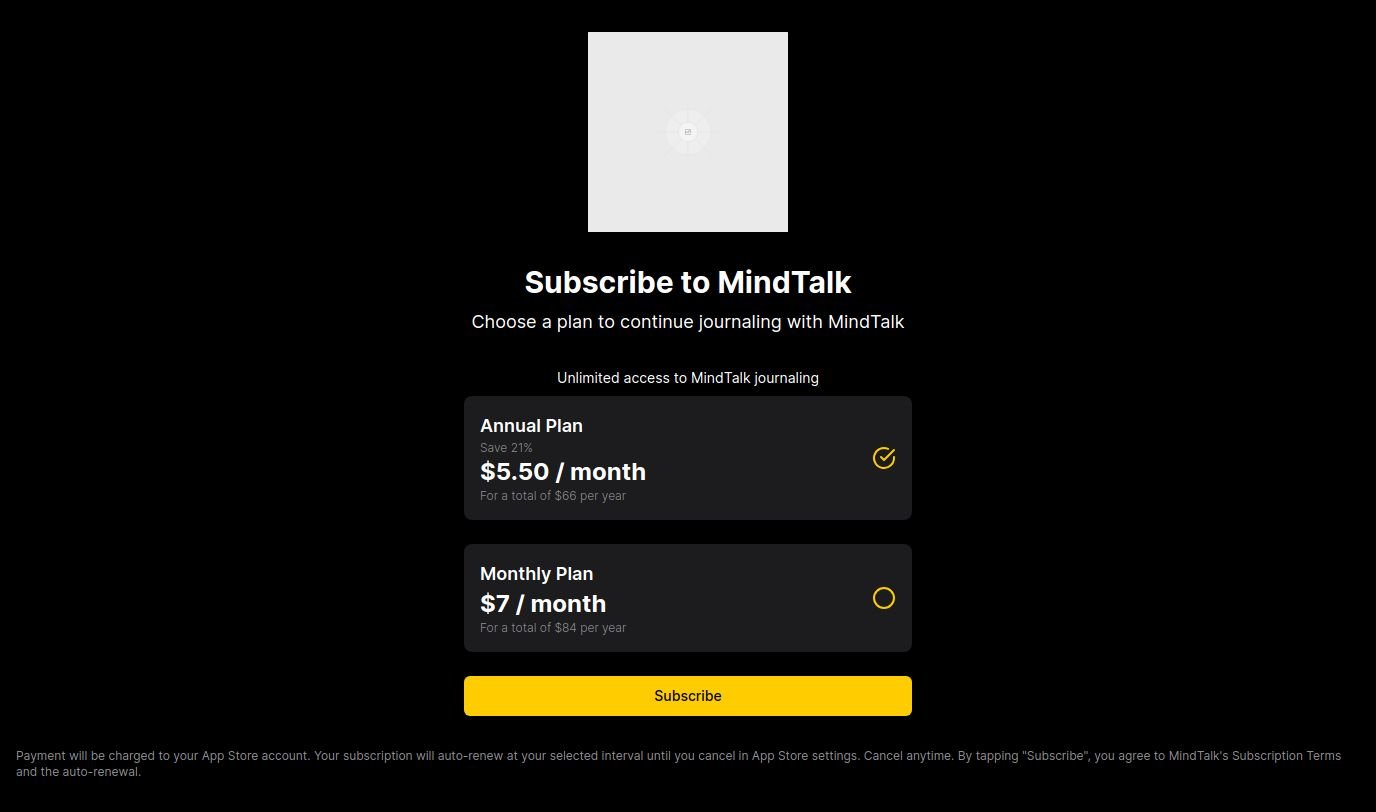 Subscribe to MindTalk
Choose a plan to continue journaling with MindTalk
Unlimited access to MindTalk journaling
Annual Plan
Save 21%
$5.50 / month
For a total of $66 per year
Monthly Plan
$7 / month
For a total of $84 per year
Subscribe
Payment will be charged to your App Store account. Your subscription will auto-renew at your selected interval until you cancel in App Store settings. Cancel anytime. By tapping "Subscribe", you agree to MindTalk's Subscription Terms
and the auto-renewal.